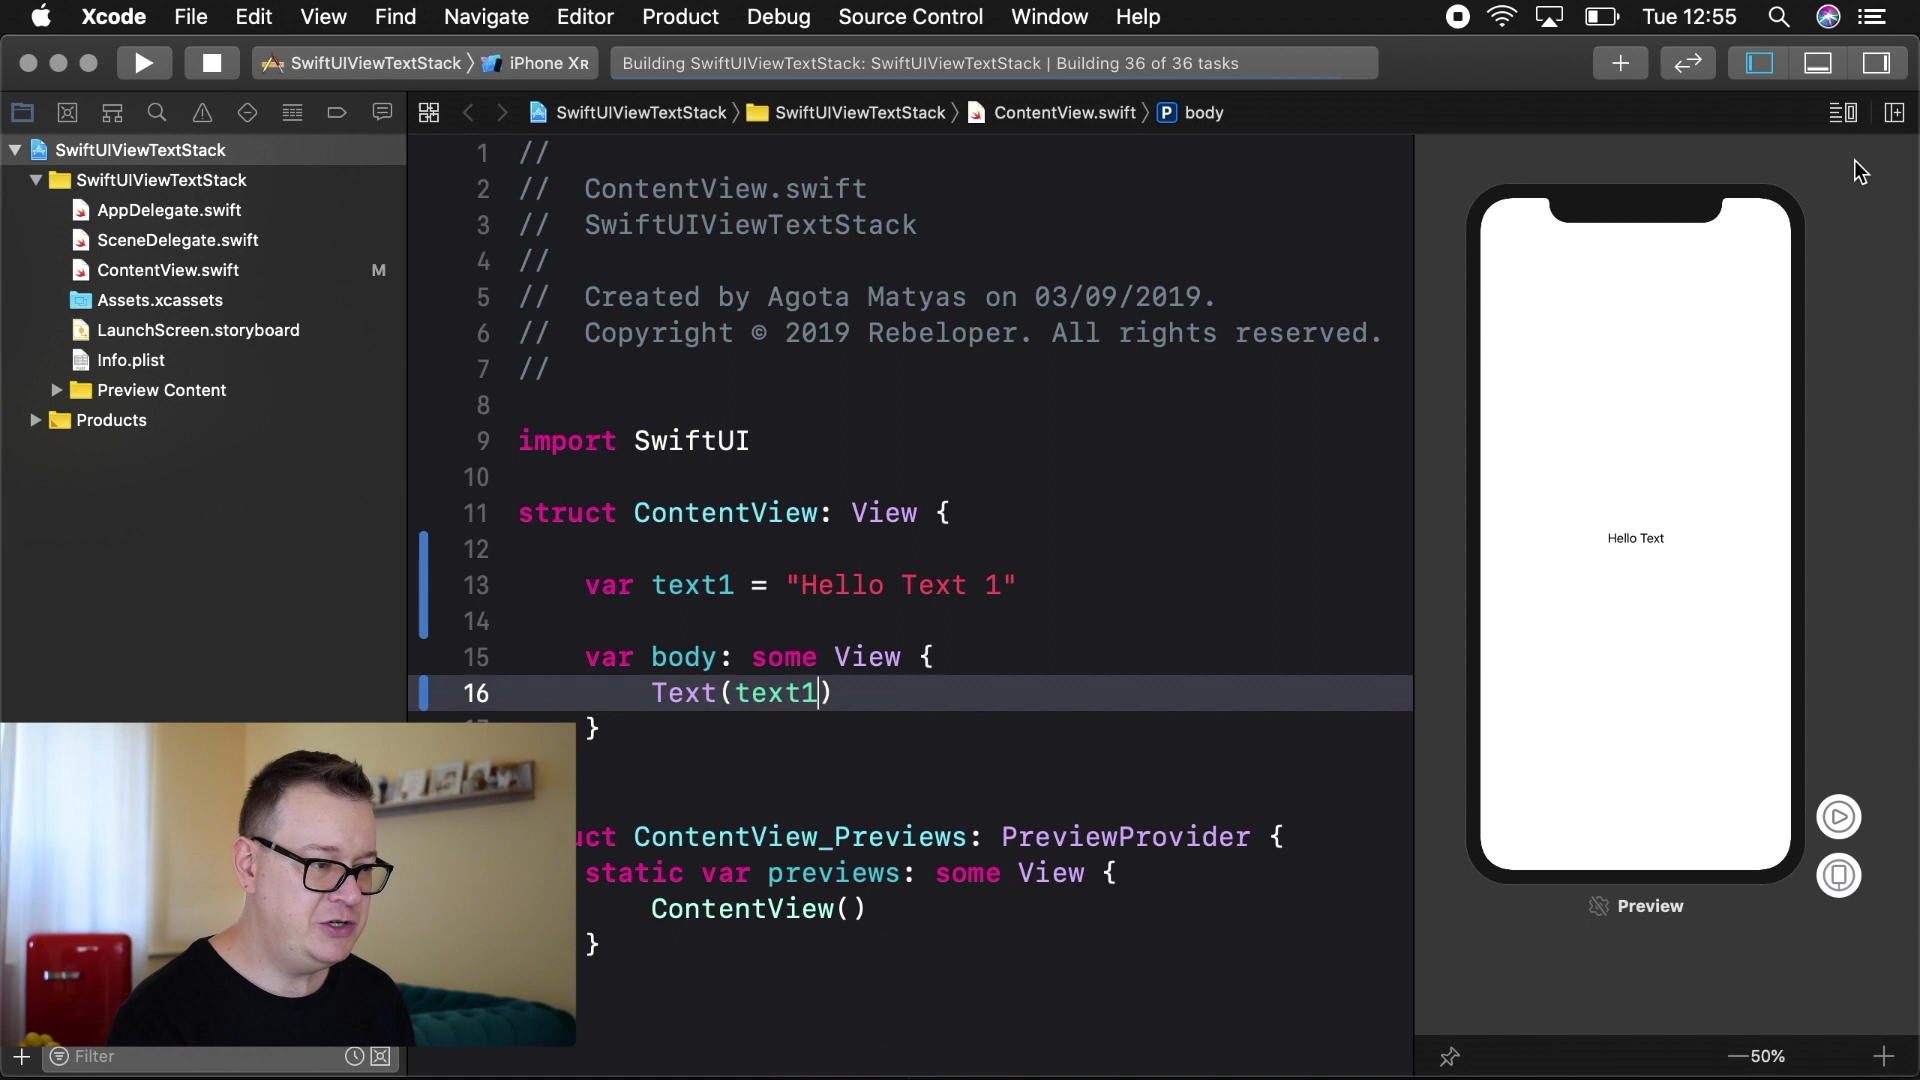 Xcode File Edit View Find Navigate Editor Product Debug Source Control Window Help Tue 12:55
SwiftUIViewTextStack iPhone XR Building SwiftUIViewTextStack: SwiftUIViewTextStack | Building 36 of 36 tasks
SwiftUIViewTextStack SwiftUIViewTextStack ContentView.swift P body
SwiftUIViewTextStack
SwiftUIViewTextStack
AppDelegate.swift
SceneDelegate.swift
ContentView.swift M
Assets.xcassets
LaunchScreen.storyboard
Info.plist
Preview Content
Products
Filter
1 //
2 //  ContentView.swift
3 //  SwiftUIViewTextStack
4 //
5 //  Created by Agota Matyas on 03/09/2019.
6 //  Copyright © 2019 Rebeloper. All rights reserved.
7 //
8
9 import SwiftUI
10
11 struct ContentView: View {
12
13     var text1 = "Hello Text 1"
14
15     var body: some View {
16         Text(text1)
}
uct ContentView_Previews: PreviewProvider {
static var previews: some View {
ContentView()
}
Hello Text
Preview
50%